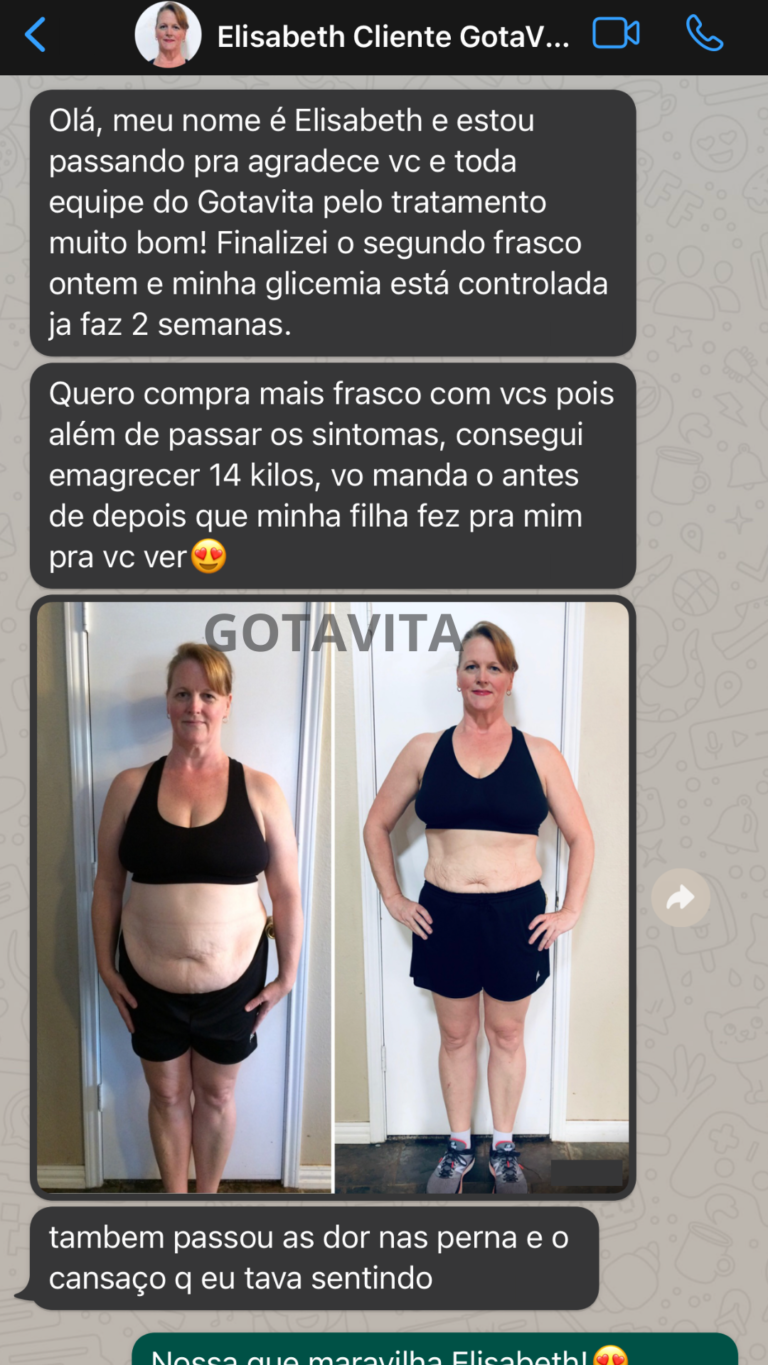 Elisabeth Cliente GotaV...
Olá, meu nome é Elisabeth e estou
passando pra agradece vc e toda
equipe do Gotavita pelo tratamento
muito bom! Finalizei o segundo frasco
ontem e minha glicemia está controlada
ja faz 2 semanas.
Quero compra mais frasco com vcs pois
além de passar os sintomas, consegui
emagrecer 14 kilos, vo manda o antes
de depois que minha filha fez pra mim
pra vc ver😍
GOTAVITA
tambem passou as dor nas perna e o
cansaço q eu tava sentindo
Nossa que maravilha Elisabeth!😍